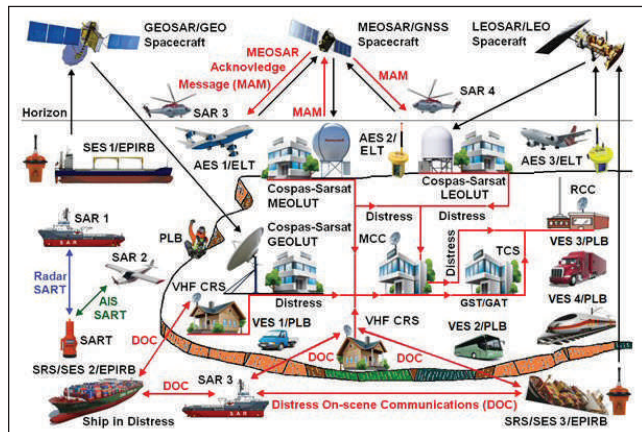 GEOSAR/GEO
Spacecraft
MEOSAR/GNSS
Spacecraft
LEOSAR/LEO
Spacecraft
MEOSAR
Acknowledge
Message (MAM)
MAM
MAM
SAR 3
SAR 4
Horizon
SES 1/EPIRB
AES 1/ELT
AES 2/
ELT
AES 3/ELT
Cospas-Sarsat
MEOLUT
Cospas-Sarsat
LEOLUT
RCC
SAR 1
PLB
Cospas-Sarsat
GEOLUT
Distress
Distress
MCC
Distress
TCS
VES 3/PLB
SAR 2
Radar
SART
AIS
SART
VHF CRS
Distress
GST/GAT
VES 4/PLB
SART
VES 1/PLB
VHF CRS
VES 2/PLB
DOC
DOC
DOC
SRS/SES 2/EPIRB
DOC
SAR 3
Ship in Distress
SAR
SAR
Distress On-scene Communications (DOC)
SRS/SES 3/EPIRB